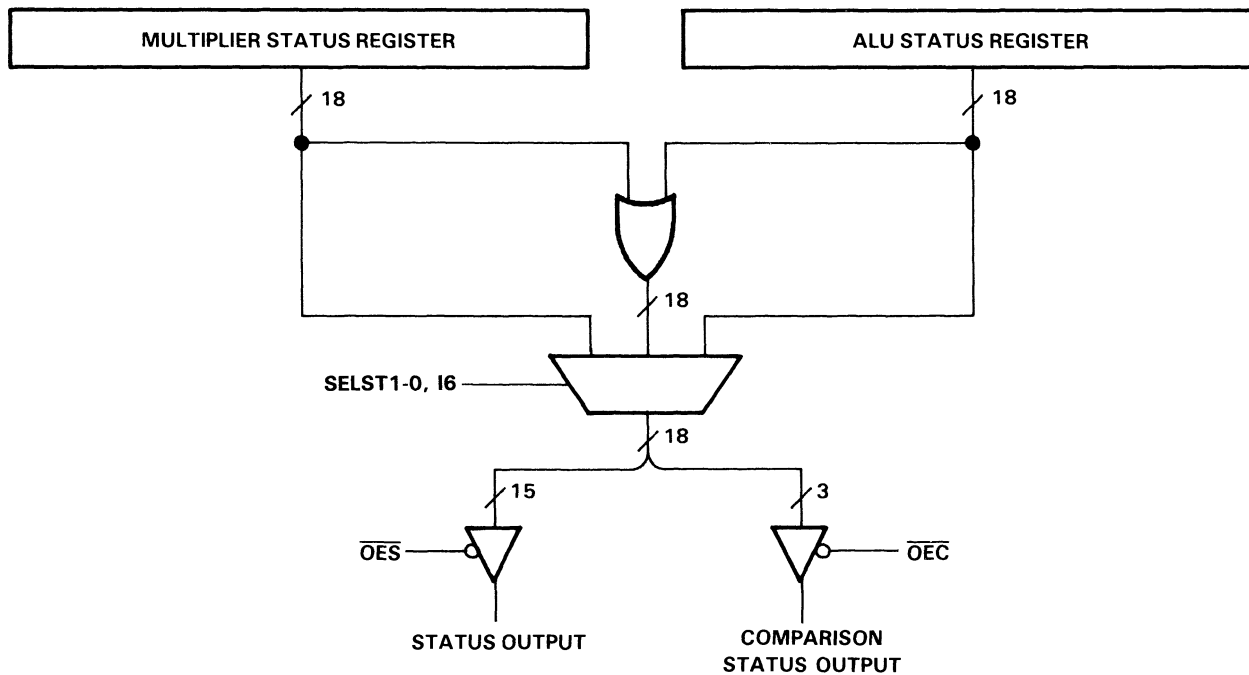 MULTIPLIER STATUS REGISTER
ALU STATUS REGISTER
18
18
18
SELST1-0, I6
18
15
3
OES
OEC
STATUS OUTPUT
COMPARISON
STATUS OUTPUT